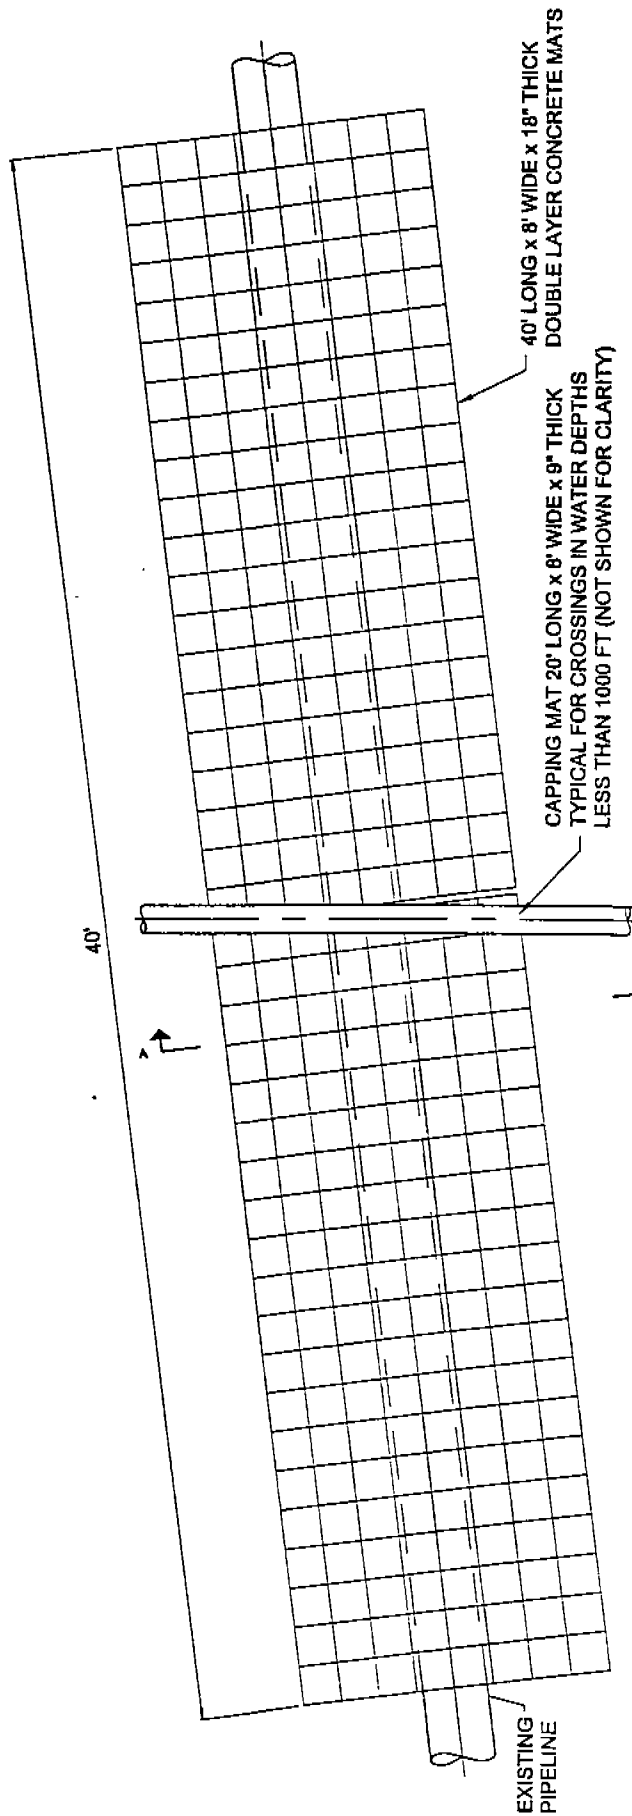 40'
A
40' LONG x 8' WIDE x 18" THICK
DOUBLE LAYER CONCRETE MATS
CAPPING MAT 20' LONG x 8' WIDE x 9" THICK
TYPICAL FOR CROSSINGS IN WATER DEPTHS
LESS THAN 1000 FT (NOT SHOWN FOR CLARITY)
EXISTING
PIPELINE